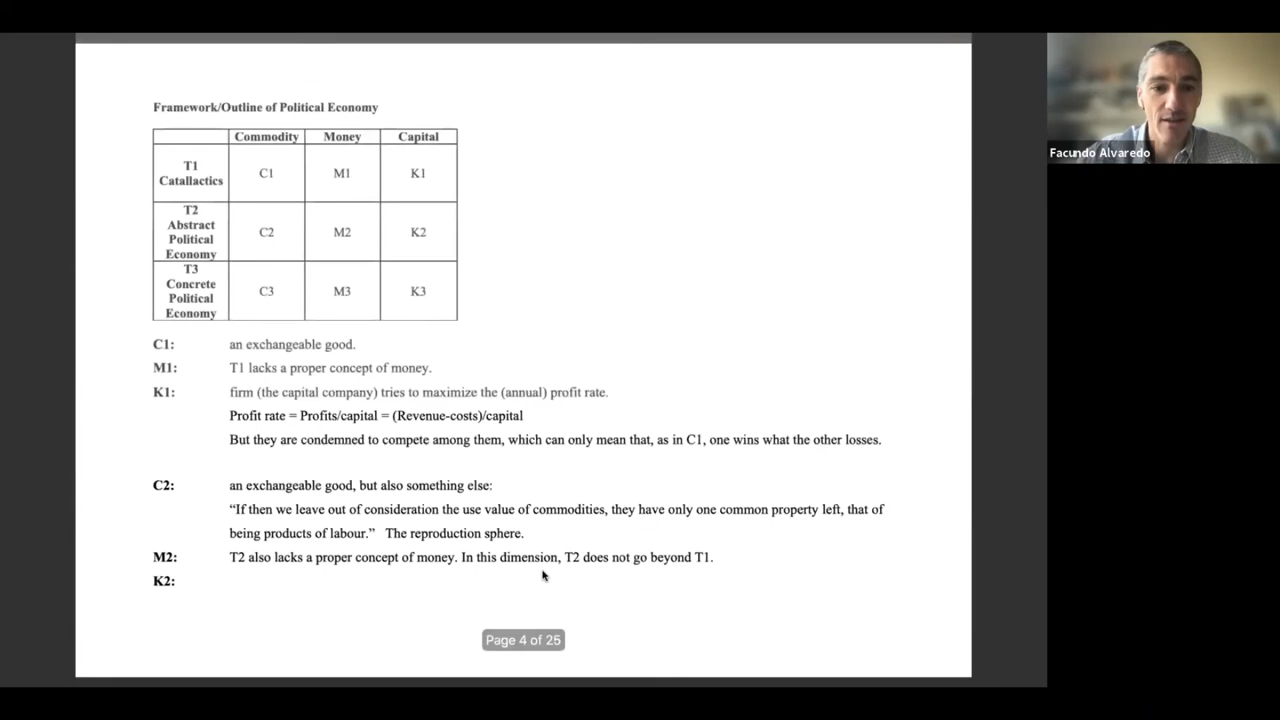 Framework/Outline of Political Economy
Commodity Money Capital
T1 Catallactics C1 M1 K1
T2 Abstract Political Economy C2 M2 K2
T3 Concrete Political Economy C3 M3 K3
C1: an exchangeable good.
M1: T1 lacks a proper concept of money.
K1: firm (the capital company) tries to maximize the (annual) profit rate.
Profit rate = Profits/capital = (Revenue-costs)/capital
But they are condemned to compete among them, which can only mean that, as in C1, one wins what the other losses.
C2: an exchangeable good, but also something else:
“If then we leave out of consideration the use value of commodities, they have only one common property left, that of
being products of labour.” The reproduction sphere.
M2: T2 also lacks a proper concept of money. In this dimension, T2 does not go beyond T1.
K2:
Page 4 of 25
Facundo Alvaredo